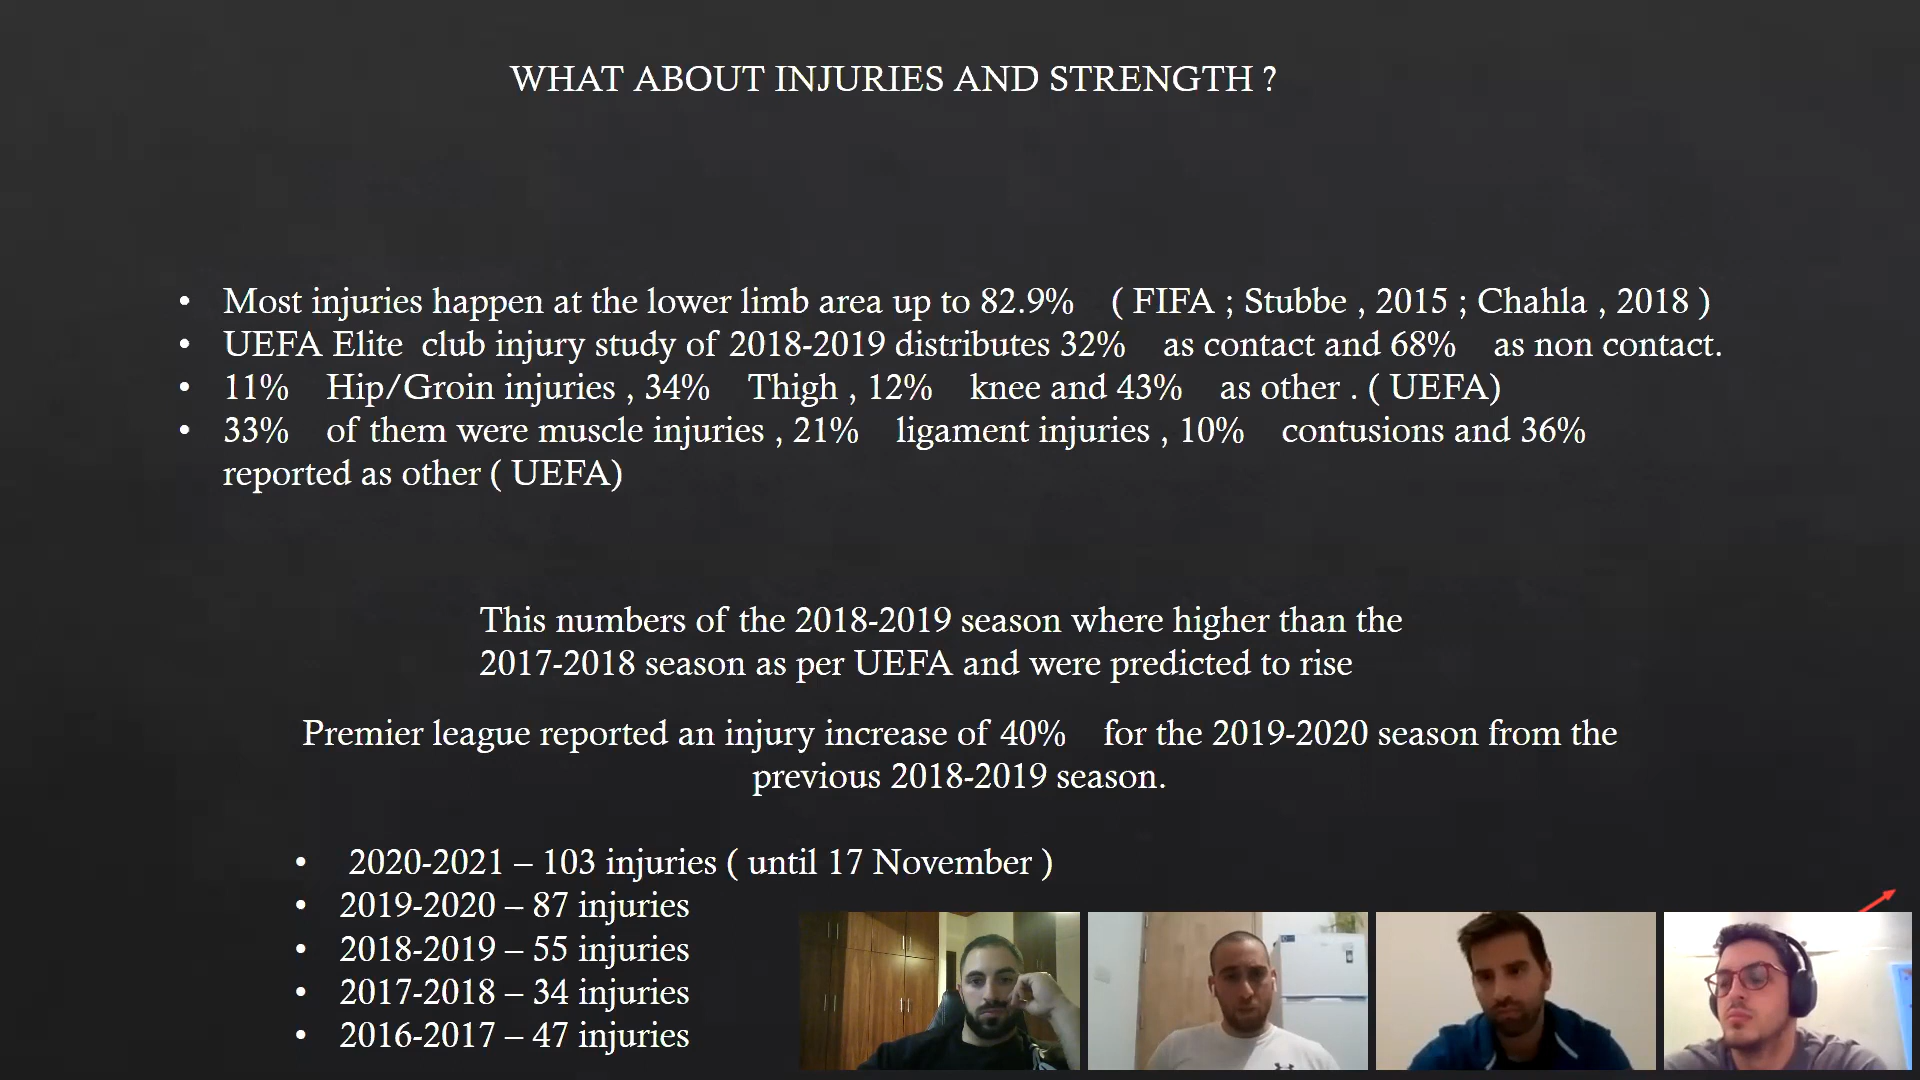 WHAT ABOUT INJURIES AND STRENGTH ?
• Most injuries happen at the lower limb area up to 82.9% ( FIFA ; Stubbe , 2015 ; Chahla , 2018 )
• UEFA Elite club injury study of 2018-2019 distributes 32% as contact and 68% as non contact.
• 11% Hip/Groin injuries , 34% Thigh , 12% knee and 43% as other . ( UEFA)
• 33% of them were muscle injuries , 21% ligament injuries , 10% contusions and 36%
reported as other ( UEFA)
This numbers of the 2018-2019 season where higher than the
2017-2018 season as per UEFA and were predicted to rise
Premier league reported an injury increase of 40% for the 2019-2020 season from the
previous 2018-2019 season.
• 2020-2021 – 103 injuries ( until 17 November )
• 2019-2020 – 87 injuries
• 2018-2019 – 55 injuries
• 2017-2018 – 34 injuries
• 2016-2017 – 47 injuries